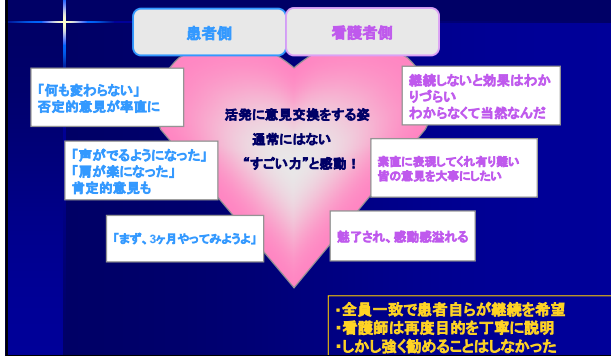 患者側
看護者側
「何も変わらない」
否定的意見が率直に
継続しないと効果はわか
りづらい
わからなくて当然なんだ
活発に意見交換をする姿
通常にはない
“すごい力”と感動！
「声がでるようになった」
「肩が楽になった」
肯定的意見も
素直に表現してくれ有り難い
皆の意見を大事にしたい
「まず、3ヶ月やってみようよ」
魅了され、感動感溢れる
・全員一致で患者自らが継続を希望
・看護師は再度目的を丁寧に説明
・しかし強く勧めることはしなかった